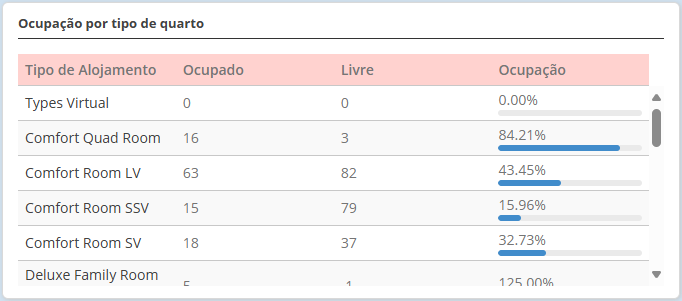 Ocupação por tipo de quarto
Tipo de Alojamento Ocupado Livre Ocupação
Types Virtual 0 0 0.00%
Comfort Quad Room 16 3 84.21%
Comfort Room LV 63 82 43.45%
Comfort Room SSV 15 79 15.96%
Comfort Room SV 18 37 32.73%
Deluxe Family Room 5 -1 125.00%